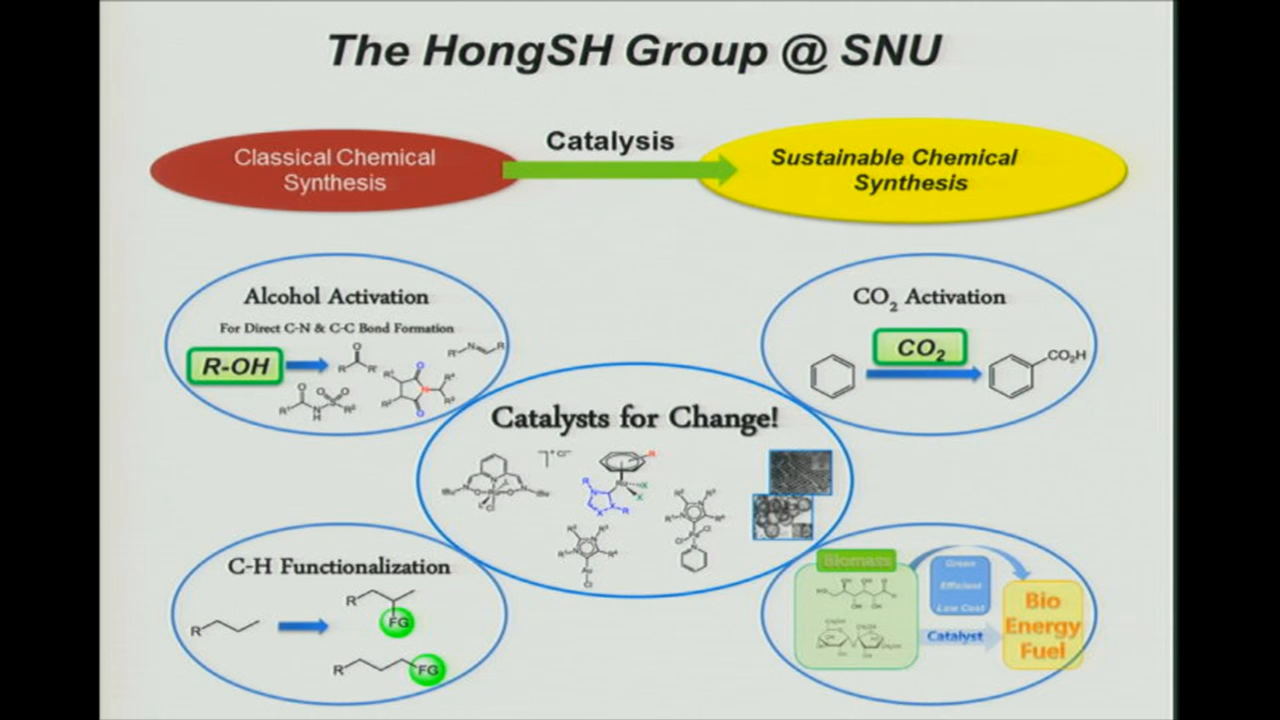 The HongSH Group @ SNU
Catalysis
Classical Chemical
Synthesis
Sustainable Chemical
Synthesis
Alcohol Activation
For Direct C-N & C-C Bond Formation
R-OH
CO₂ Activation
CO₂
CO₂H
Catalysts for Change!
C-H Functionalization
R
R
FG
R
FG
Biomass
Green
Efficient
Low Cost
Catalyst
Bio
Energy
Fuel